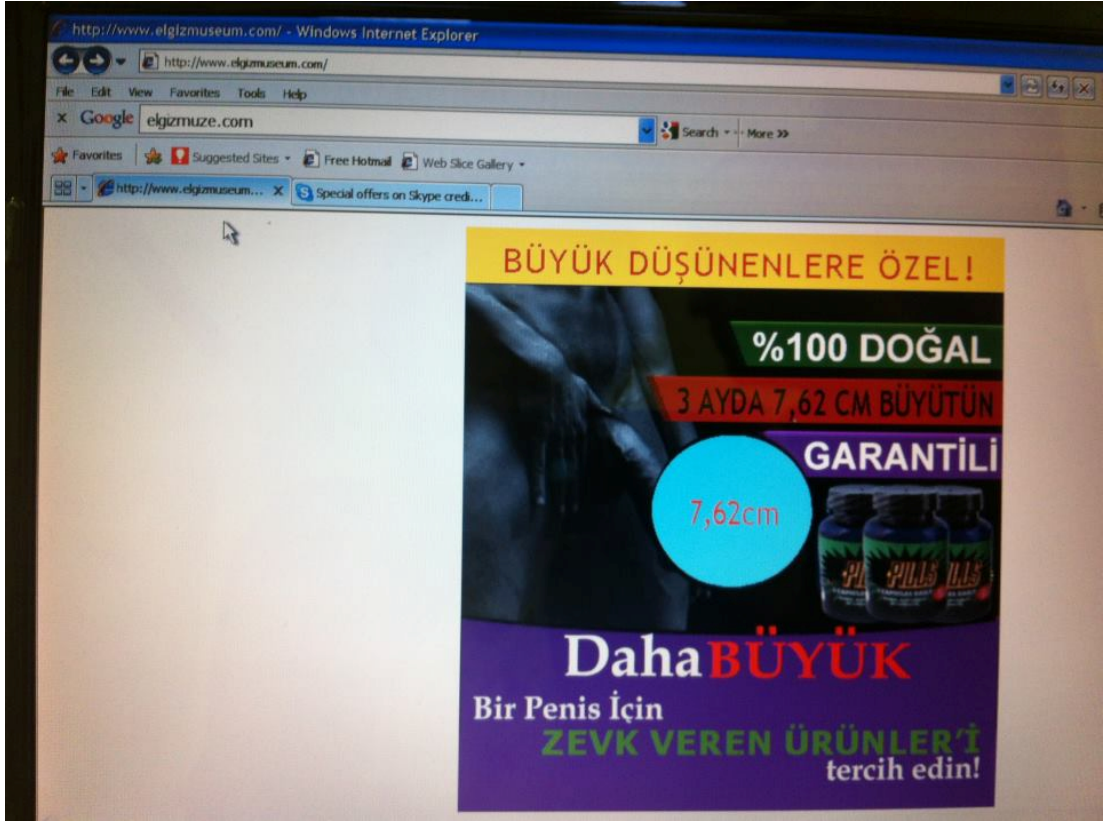 http://www.elgizmuseum.com/ - Windows Internet Explorer
http://www.elgizmuseum.com/
File Edit View Favorites Tools Help
x Google elgizmuze.com Search More >>
Favorites Suggested Sites Free Hotmail Web Slice Gallery
http://www.elgizmuseum... X Special offers on Skype credi...
BÜYÜK DÜŞÜNENLERE ÖZEL!
%100 DOĞAL
3 AYDA 7,62 CM BÜYÜTÜN
GARANTİLİ
7,62cm
PILLS PILLS
Daha BÜYÜK
Bir Penis İçin
ZEVK VEREN ÜRÜNLER'İ
tercih edin!